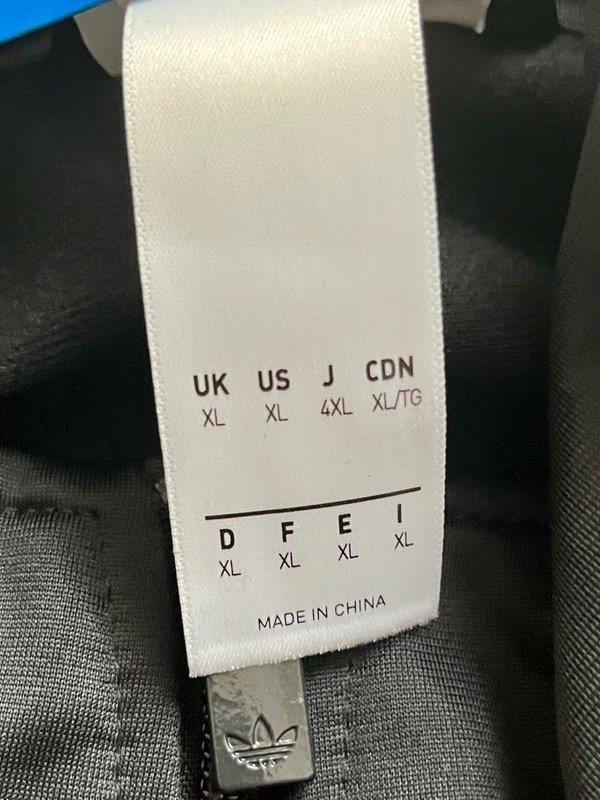 UK US J CDN
XL XL 4XL XL/TG
D F E I
XL XL XL XL
MADE IN CHINA